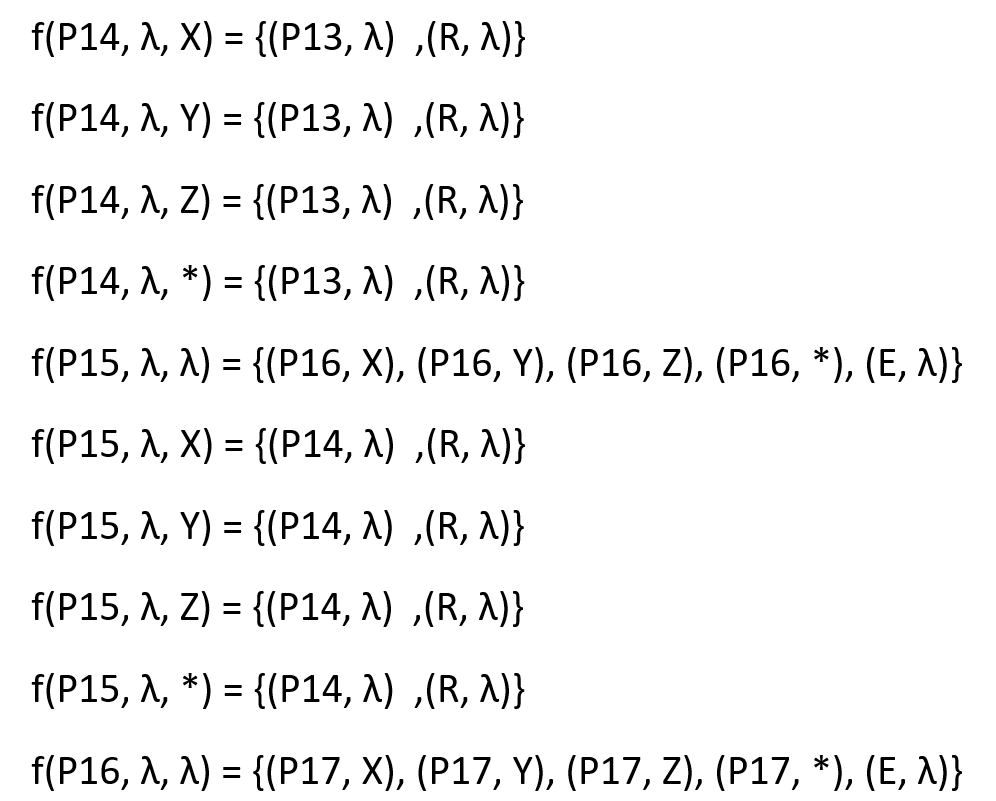 f(P14, λ, X) = {(P13, λ)  ,(R, λ)}
f(P14, λ, Y) = {(P13, λ)  ,(R, λ)}
f(P14, λ, Z) = {(P13, λ)  ,(R, λ)}
f(P14, λ, *) = {(P13, λ)  ,(R, λ)}
f(P15, λ, λ) = {(P16, X), (P16, Y), (P16, Z), (P16, *), (E, λ)}
f(P15, λ, X) = {(P14, λ)  ,(R, λ)}
f(P15, λ, Y) = {(P14, λ)  ,(R, λ)}
f(P15, λ, Z) = {(P14, λ)  ,(R, λ)}
f(P15, λ, *) = {(P14, λ)  ,(R, λ)}
f(P16, λ, λ) = {(P17, X), (P17, Y), (P17, Z), (P17, *), (E, λ)}